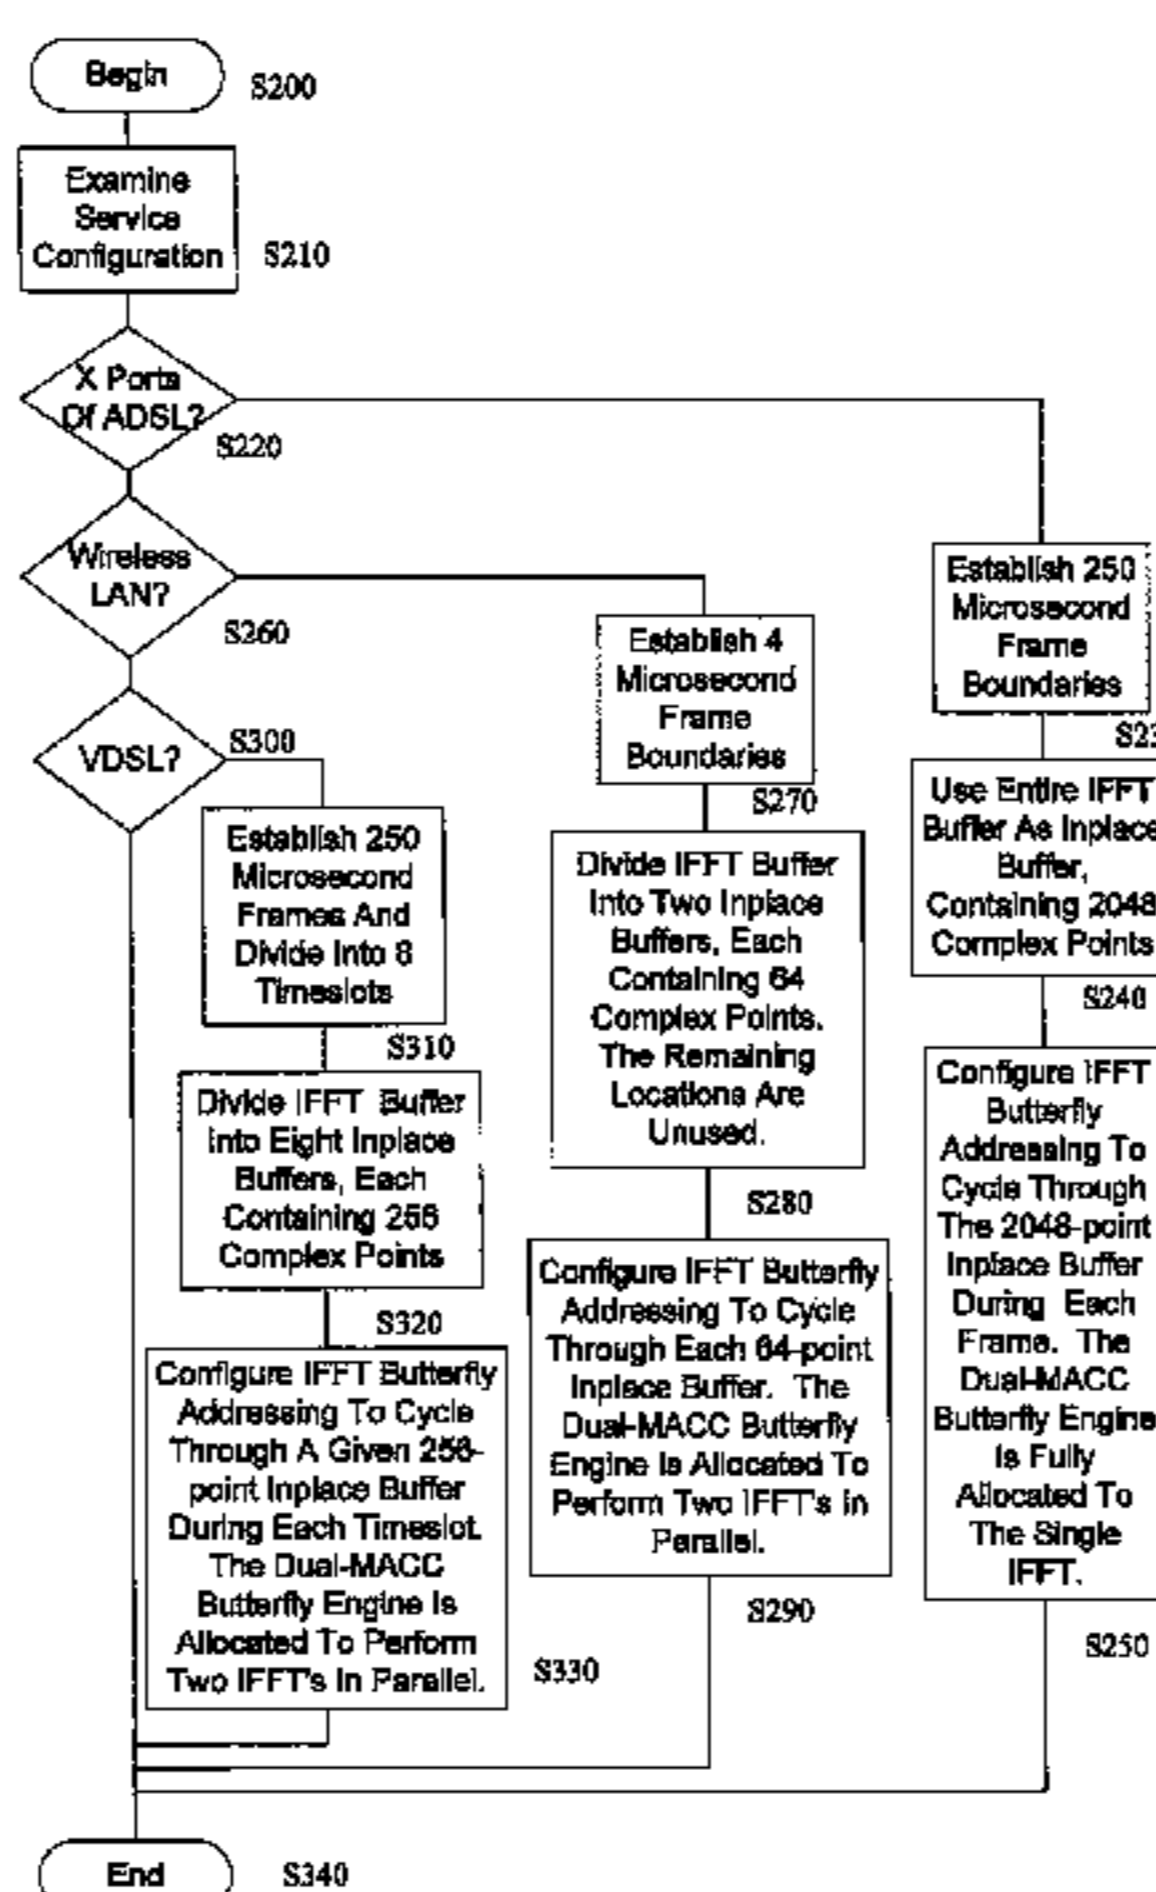 Begin
S200
Examine
Service
Configuration
S210
X Ports
Of ADSL?
S220
Wireless
LAN?
S260
VDSL?
S300
Establish 250
Microsecond
Frames And
Divide Into 8
Timeslots
S310
Divide IFFT Buffer
Into Eight Inplace
Buffers, Each
Containing 256
Complex Points
S320
Configure IFFT Butterfly
Addressing To Cycle
Through A Given 256-
point Inplace Buffer
During Each Timeslot.
The Dual-MACC
Butterfly Engine Is
Allocated To Perform
Two IFFT's In Parallel.
S330
Establish 4
Microsecond
Frame
Boundaries
S270
Divide IFFT Buffer
Into Two Inplace
Buffers, Each
Containing 64
Complex Points.
The Remaining
Locations Are
Unused.
S280
Configure IFFT Butterfly
Addressing To Cycle
Through Each 64-point
Inplace Buffer. The
Dual-MACC Butterfly
Engine Is Allocated To
Perform Two IFFT's In
Parallel.
S290
Establish 250
Microsecond
Frame
Boundaries
S23
Use Entire IFFT
Buffer As Inplace
Buffer,
Containing 2048
Complex Points
S240
Configure IFFT
Butterfly
Addressing To
Cycle Through
The 2048-point
Inplace Buffer
During Each
Frame. The
Dual-MACC
Butterfly Engine
Is Fully
Allocated To
The Single
IFFT.
S250
End
S340